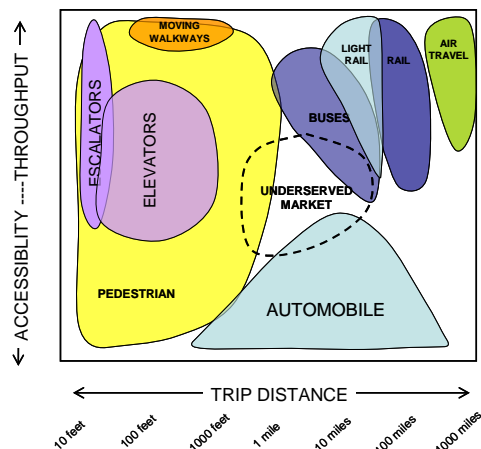 MOVING
WALKWAYS
LIGHT
RAIL
RAIL
AIR
TRAVEL
ESCALATORS
ELEVATORS
BUSES
UNDERSERVED
MARKET
PEDESTRIAN
AUTOMOBILE
ACCESSIBLITY ----THROUGHPUT
TRIP DISTANCE
10 feet
100 feet
1000 feet
1 mile
10 miles
100 miles
1000 miles